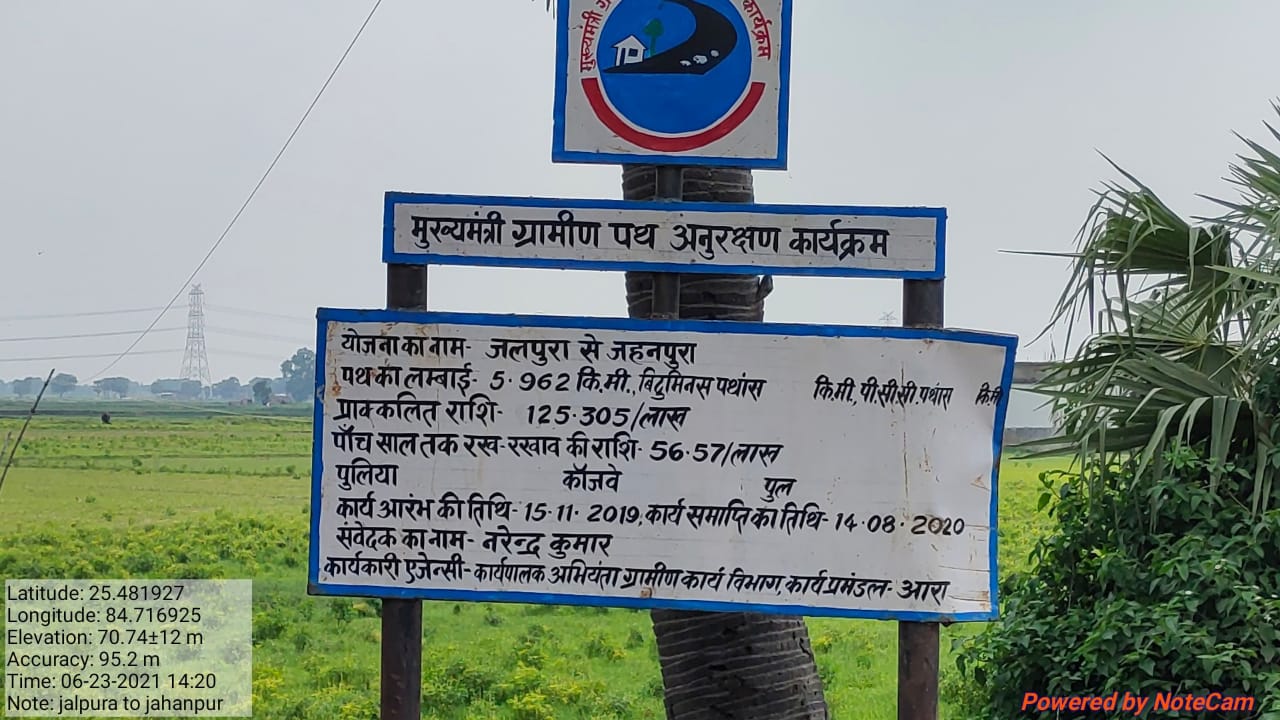 मुख्यमंत्री ग्रा
कार्यक्रम
मुख्यमंत्री ग्रामीण पथ अनुरक्षण कार्यक्रम
योजना का नाम- जलपुरा से जहनपुरा
पथ का लम्बाई- 5.962 कि.मी., बिटुमिनस पथांश कि.मी., पी.सी.सी. पथांश कि.मी
प्राक्कलित राशि- 125.305/लाख
पाँच साल तक रख-रखाव की राशि- 56.57/लाख
पुलिया कॉजवे पुल
कार्य आरंभ की तिथि- 15.11.2019, कार्य समाप्ति का तिथि- 14.08.2020
संवेदक का नाम- नरेन्द्र कुमार
कार्यकारी एजेन्सी- कार्यपालक अभियंता ग्रामीण कार्य विभाग, कार्य प्रमंडल- आरा
Latitude: 25.481927
Longitude: 84.716925
Elevation: 70.74±12 m
Accuracy: 95.2 m
Time: 06-23-2021 14:20
Note: jalpura to jahanpur
Powered by NoteCam